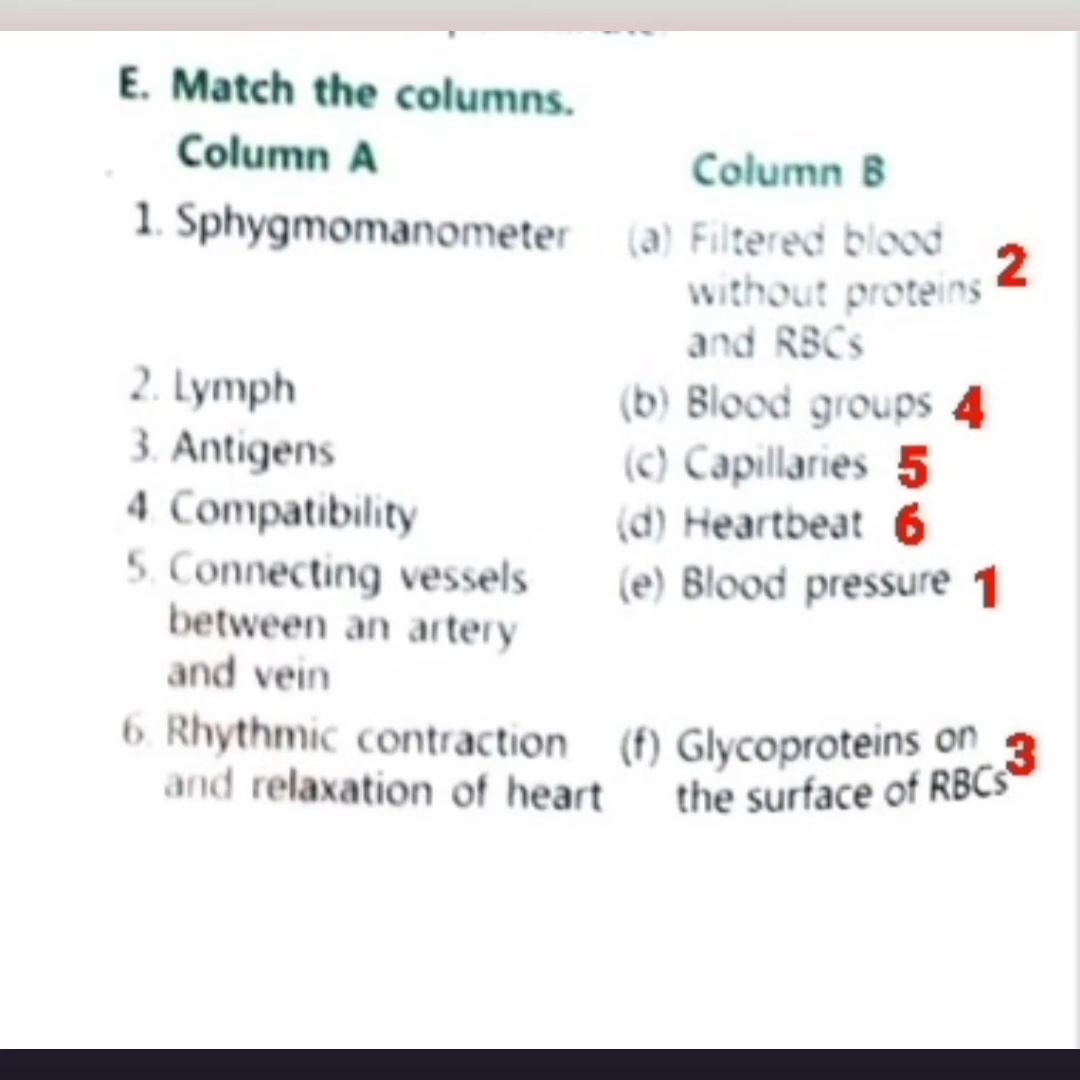 E. Match the columns.
Column A Column B
1. Sphygmomanometer (a) Filtered blood
without proteins 2
and RBCs
2. Lymph (b) Blood groups 4
3. Antigens (c) Capillaries 5
4. Compatibility (d) Heartbeat 6
5. Connecting vessels (e) Blood pressure 1
between an artery
and vein
6. Rhythmic contraction (f) Glycoproteins on 3
and relaxation of heart the surface of RBCs